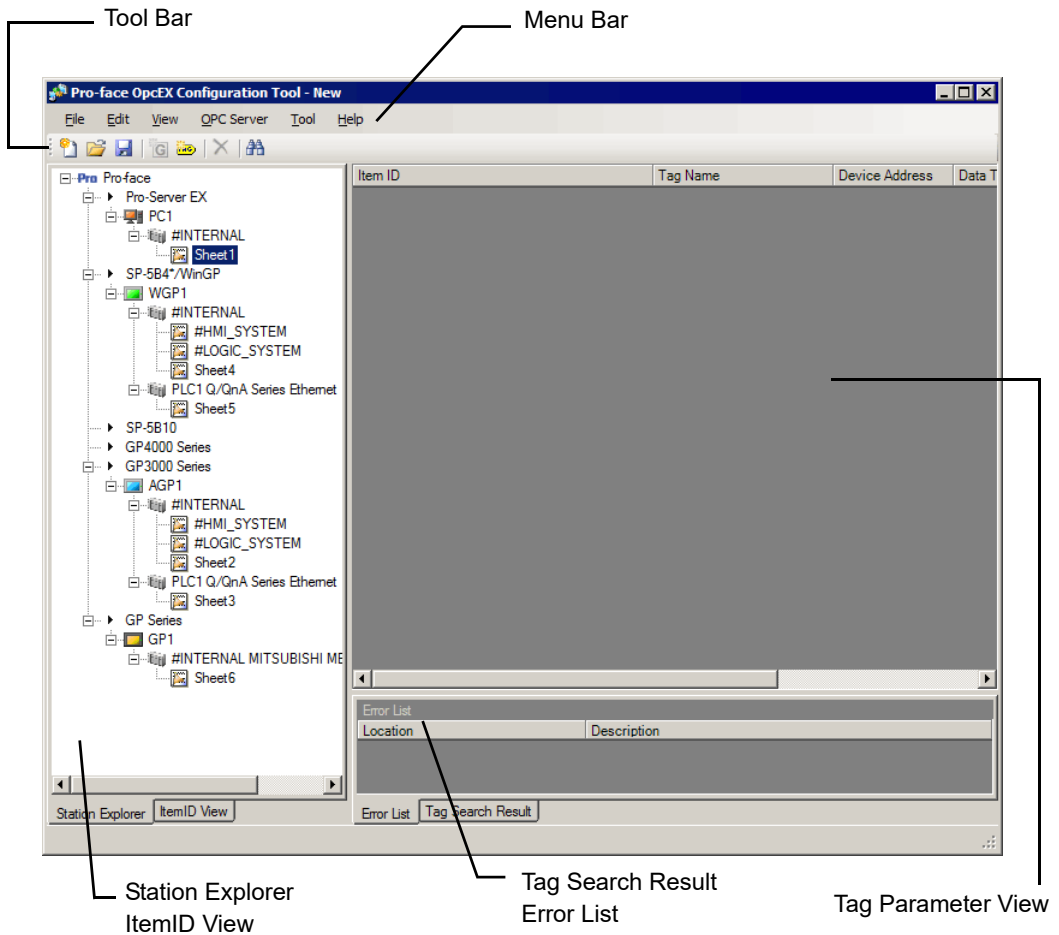 Tool Bar
Menu Bar
Pro-face OpcEX Configuration Tool - New
File Edit View OPC Server Tool Help
G TAG
Pro Pro-face
Pro-Server EX
PC1
#INTERNAL
Sheet1
SP-5B4*/WinGP
WGP1
#INTERNAL
#HMI_SYSTEM
#LOGIC_SYSTEM
Sheet4
PLC1 Q/QnA Series Ethernet
Sheet5
SP-5B10
GP4000 Series
GP3000 Series
AGP1
#INTERNAL
#HMI_SYSTEM
#LOGIC_SYSTEM
Sheet2
PLC1 Q/QnA Series Ethernet
Sheet3
GP Series
GP1
#INTERNAL MITSUBISHI ME
Sheet6
Station Explorer ItemID View
Item ID Tag Name Device Address Data T
Error List
Location Description
Error List Tag Search Result
Station Explorer
ItemID View
Tag Search Result
Error List
Tag Parameter View